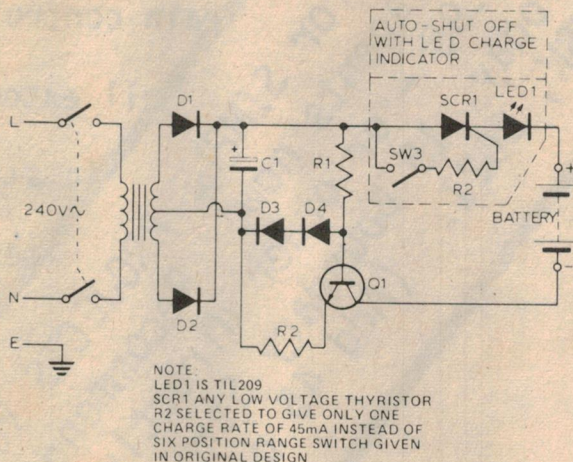 AUTO-SHUT OFF
WITH LED CHARGE
INDICATOR
SCR1
LED1
D1
L
C1
R1
SW3
R2
+
+
BATTERY
240V~
D3
D4
Q1
-
N
D2
R2
E
NOTE:
LED1 IS TIL209
SCR1 ANY LOW VOLTAGE THYRISTOR
R2 SELECTED TO GIVE ONLY ONE
CHARGE RATE OF 45mA INSTEAD OF
SIX POSITION RANGE SWITCH GIVEN
IN ORIGINAL DESIGN